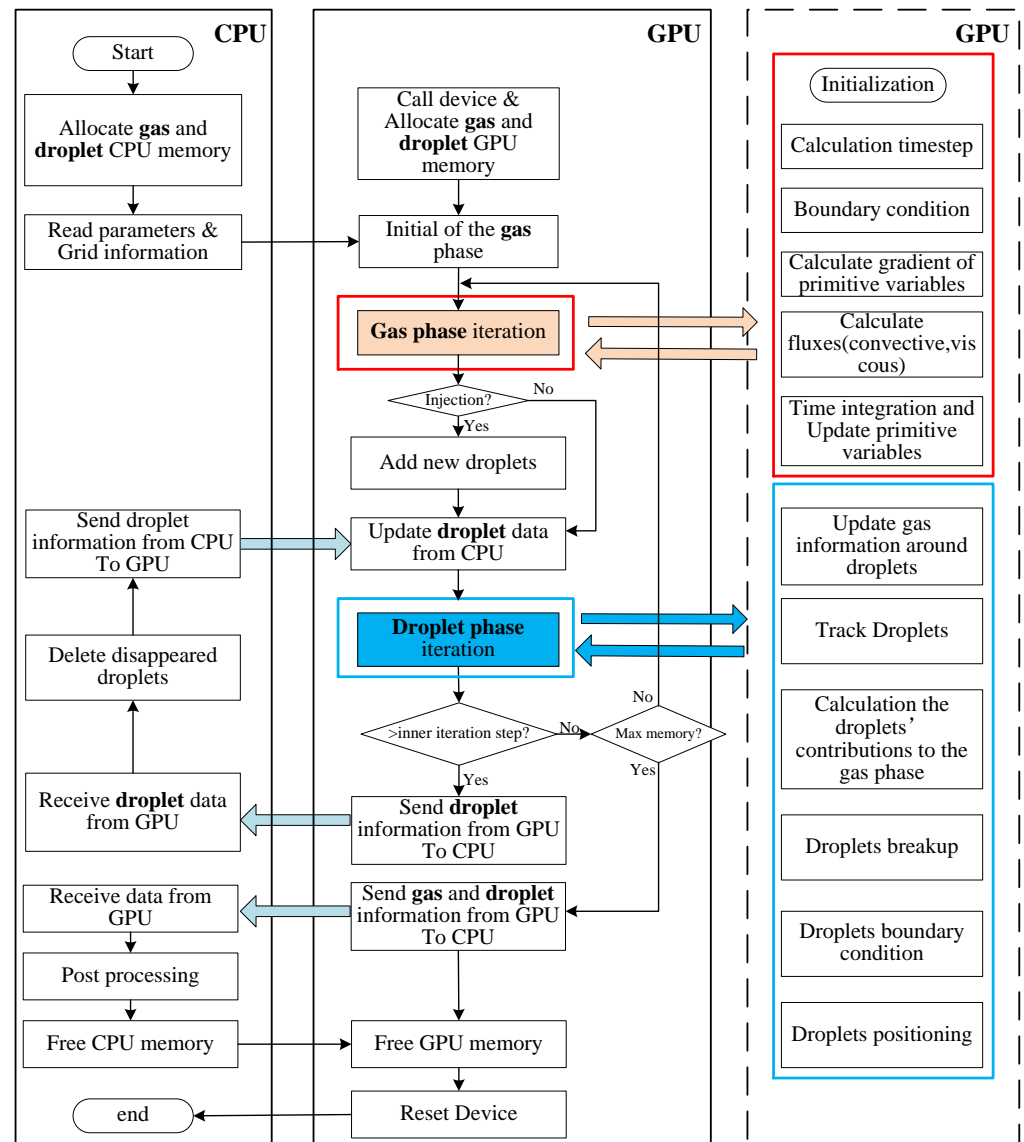 CPU
Start
Allocate gas and
droplet CPU memory
Read parameters &
Grid information
Send droplet
information from CPU
To GPU
Delete disappeared
droplets
Receive droplet data
from GPU
Receive data from
GPU
Post processing
Free CPU memory
end
GPU
Call device &
Allocate gas and
droplet GPU
memory
Initial of the gas
phase
Gas phase iteration
Injection?
No
Yes
Add new droplets
Update droplet data
from CPU
Droplet phase
iteration
>inner iteration step?
No
Max memory?
No
Yes
Yes
Send droplet
information from GPU
To CPU
Send gas and droplet
information from GPU
To CPU
Free GPU memory
Reset Device
GPU
Initialization
Calculation timestep
Boundary condition
Calculate gradient of
primitive variables
Calculate
fluxes(convective,vis
cous)
Time integration and
Update primitive
variables
Update gas
information around
droplets
Track Droplets
Calculation the
droplets’
contributions to the
gas phase
Droplets breakup
Droplets boundary
condition
Droplets positioning